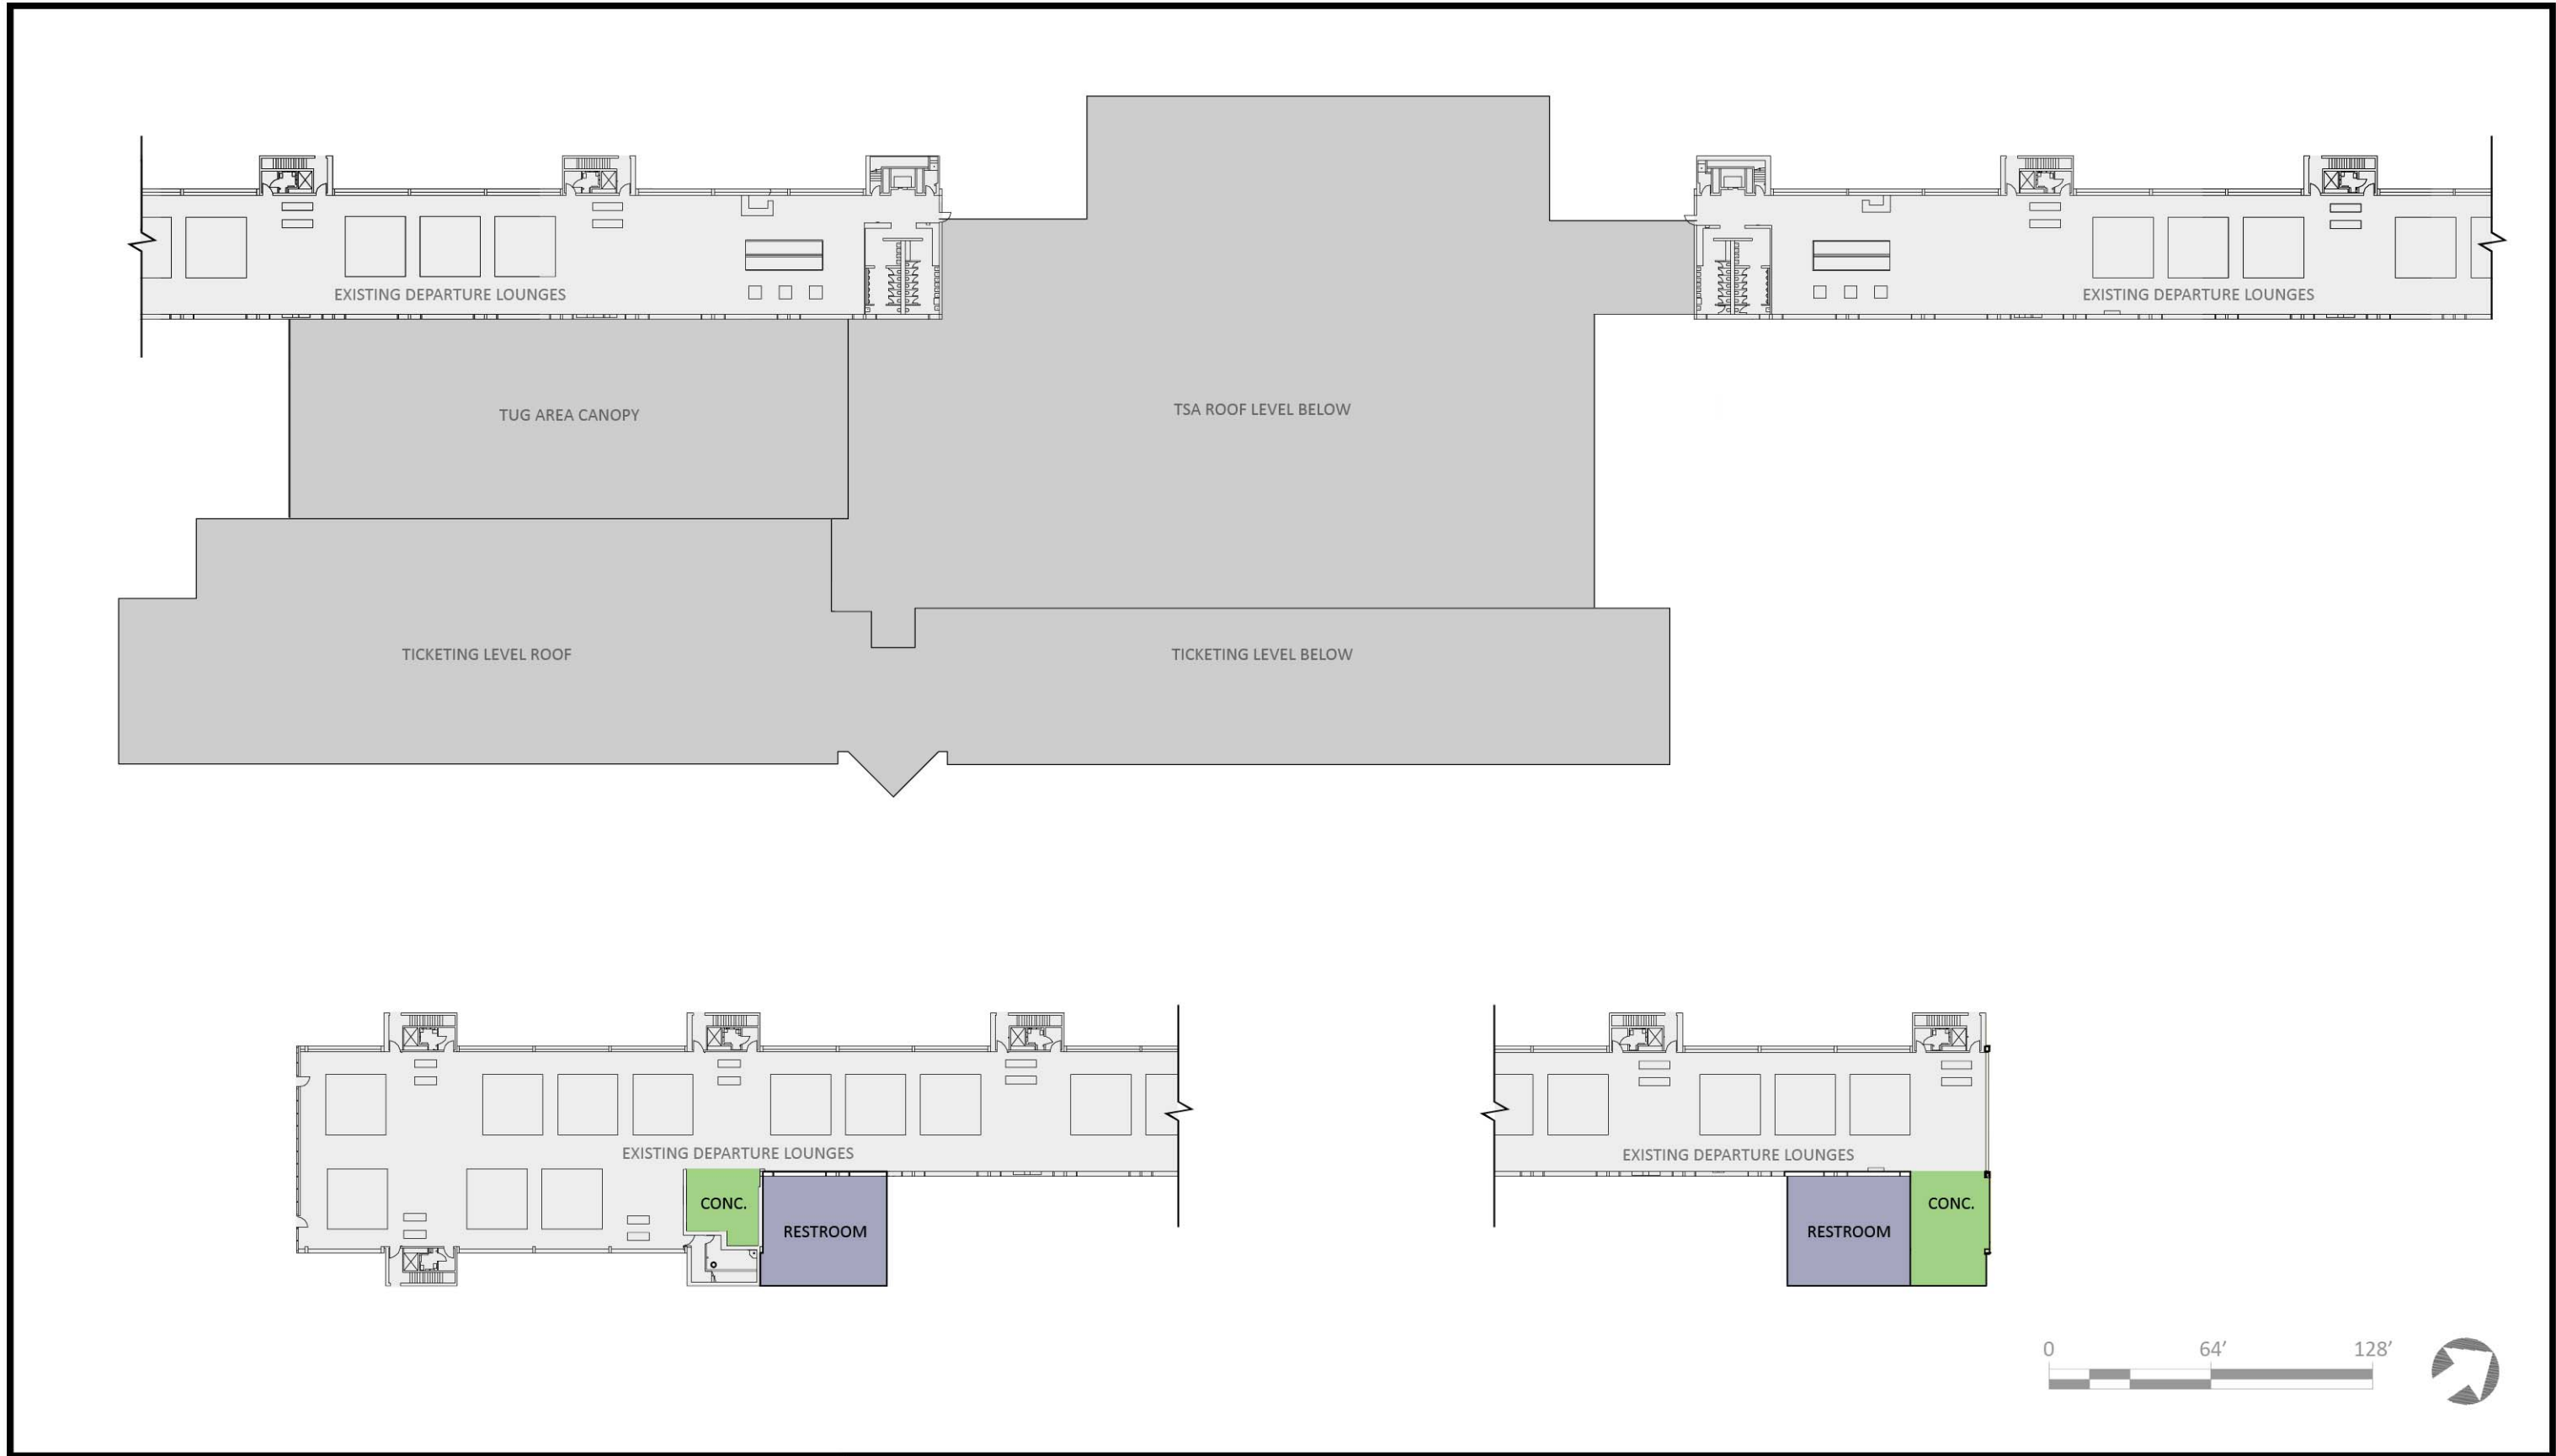 EXISTING DEPARTURE LOUNGES
EXISTING DEPARTURE LOUNGES
TUG AREA CANOPY
TSA ROOF LEVEL BELOW
TICKETING LEVEL ROOF
TICKETING LEVEL BELOW
EXISTING DEPARTURE LOUNGES
EXISTING DEPARTURE LOUNGES
CONC.
RESTROOM
RESTROOM
CONC.
0 64’ 128’